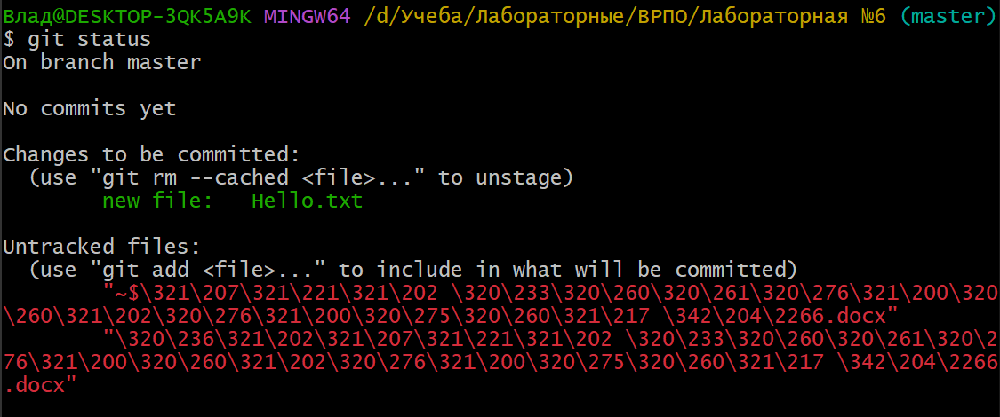 Влад@DESKTOP-3QK5A9K MINGW64 /d/Учеба/Лабораторные/ВРПО/Лабораторная №6 (master)
$ git status
On branch master
No commits yet
Changes to be committed:
  (use "git rm --cached <file>..." to unstage)
        new file:   Hello.txt
Untracked files:
  (use "git add <file>..." to include in what will be committed)
        "~$\321\207\321\221\321\202 \320\233\320\260\320\261\320\276\321\200\320
\260\321\202\320\276\321\200\320\275\320\260\321\217 \342\204\2266.docx"
        "\320\236\321\202\321\207\321\221\321\202 \320\233\320\260\320\261\320\2
76\321\200\320\260\321\202\320\276\321\200\320\275\320\260\321\217 \342\204\2266
.docx"